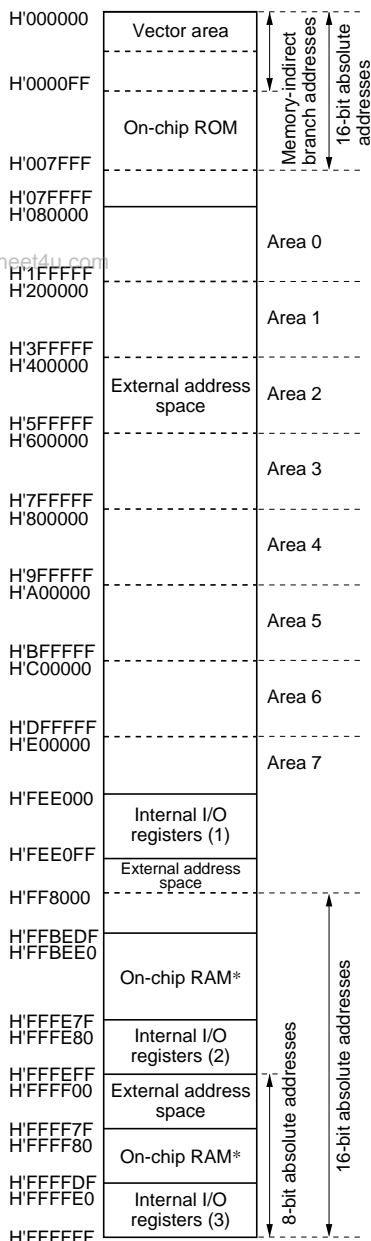 H'000000
Vector area
H'0000FF
Memory-indirect
branch addresses
16-bit absolute
addresses
On-chip ROM
H'007FFF
H'07FFFF
H'080000
Area 0
neet4u.com
H'1FFFFF
H'200000
Area 1
H'3FFFFF
H'400000
External address
space
Area 2
H'5FFFFF
H'600000
Area 3
H'7FFFFF
H'800000
Area 4
H'9FFFFF
H'A00000
Area 5
H'BFFFFF
H'C00000
Area 6
H'DFFFFF
H'E00000
Area 7
H'FEE000
Internal I/O
registers (1)
H'FEE0FF
External address
space
H'FF8000
H'FFBEDF
H'FFBEE0
On-chip RAM*
H'FFFE7F
H'FFFE80
Internal I/O
registers (2)
H'FFFEFF
H'FFFF00
External address
space
H'FFFF7F
H'FFFF80
On-chip RAM*
H'FFFFDF
H'FFFFE0
Internal I/O
registers (3)
H'FFFFFF
8-bit absolute addresses
16-bit absolute addresses